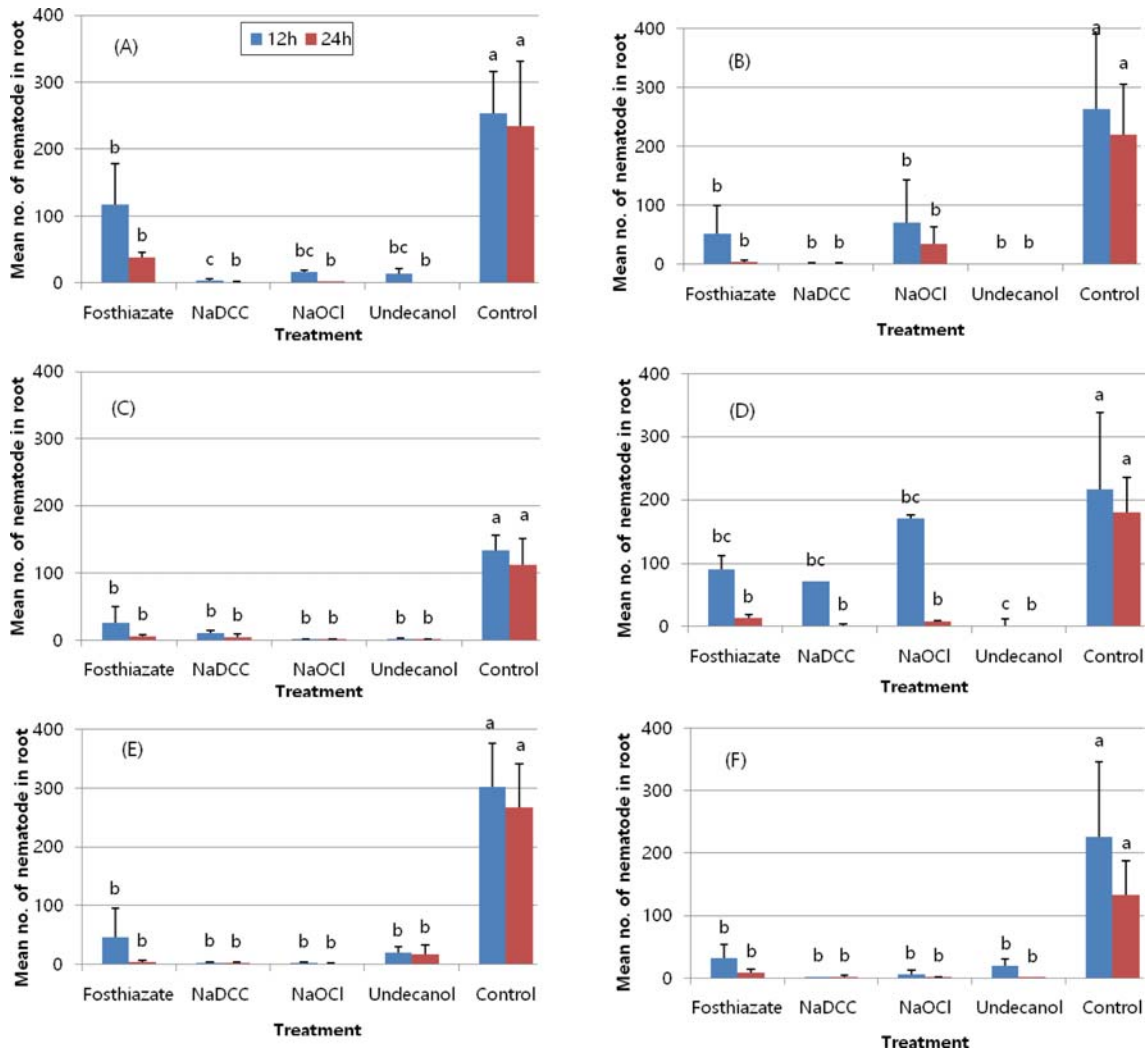 (A)
12h 24h
Mean no. of nematode in root
400
300
200
100
0
b b c b bc b bc b a a
Fosthiazate NaDCC NaOCl Undecanol Control
Treatment
(B)
Mean no. of nematode in root
400
300
200
100
0
b b b b b b b b a a
Fosthiazate NaDCC NaOCl Undecanol Control
Treatment
(C)
Mean no. of nematode in root
400
300
200
100
0
b b b b b b b b a a
Fosthiazate NaDCC NaOCl Undecanol Control
Treatment
(D)
Mean no. of nematode in root
400
300
200
100
0
bc b bc b bc b c b a a
Fosthiazate NaDCC NaOCl Undecanol Control
Treatment
(E)
Mean no. of nematode in root
400
300
200
100
0
b b b b b b b b a a
Fosthiazate NaDCC NaOCl Undecanol Control
Treatment
(F)
Mean no. of nematode in root
400
300
200
100
0
b b b b b b b b a a
Fosthiazate NaDCC NaOCl Undecanol Control
Treatment